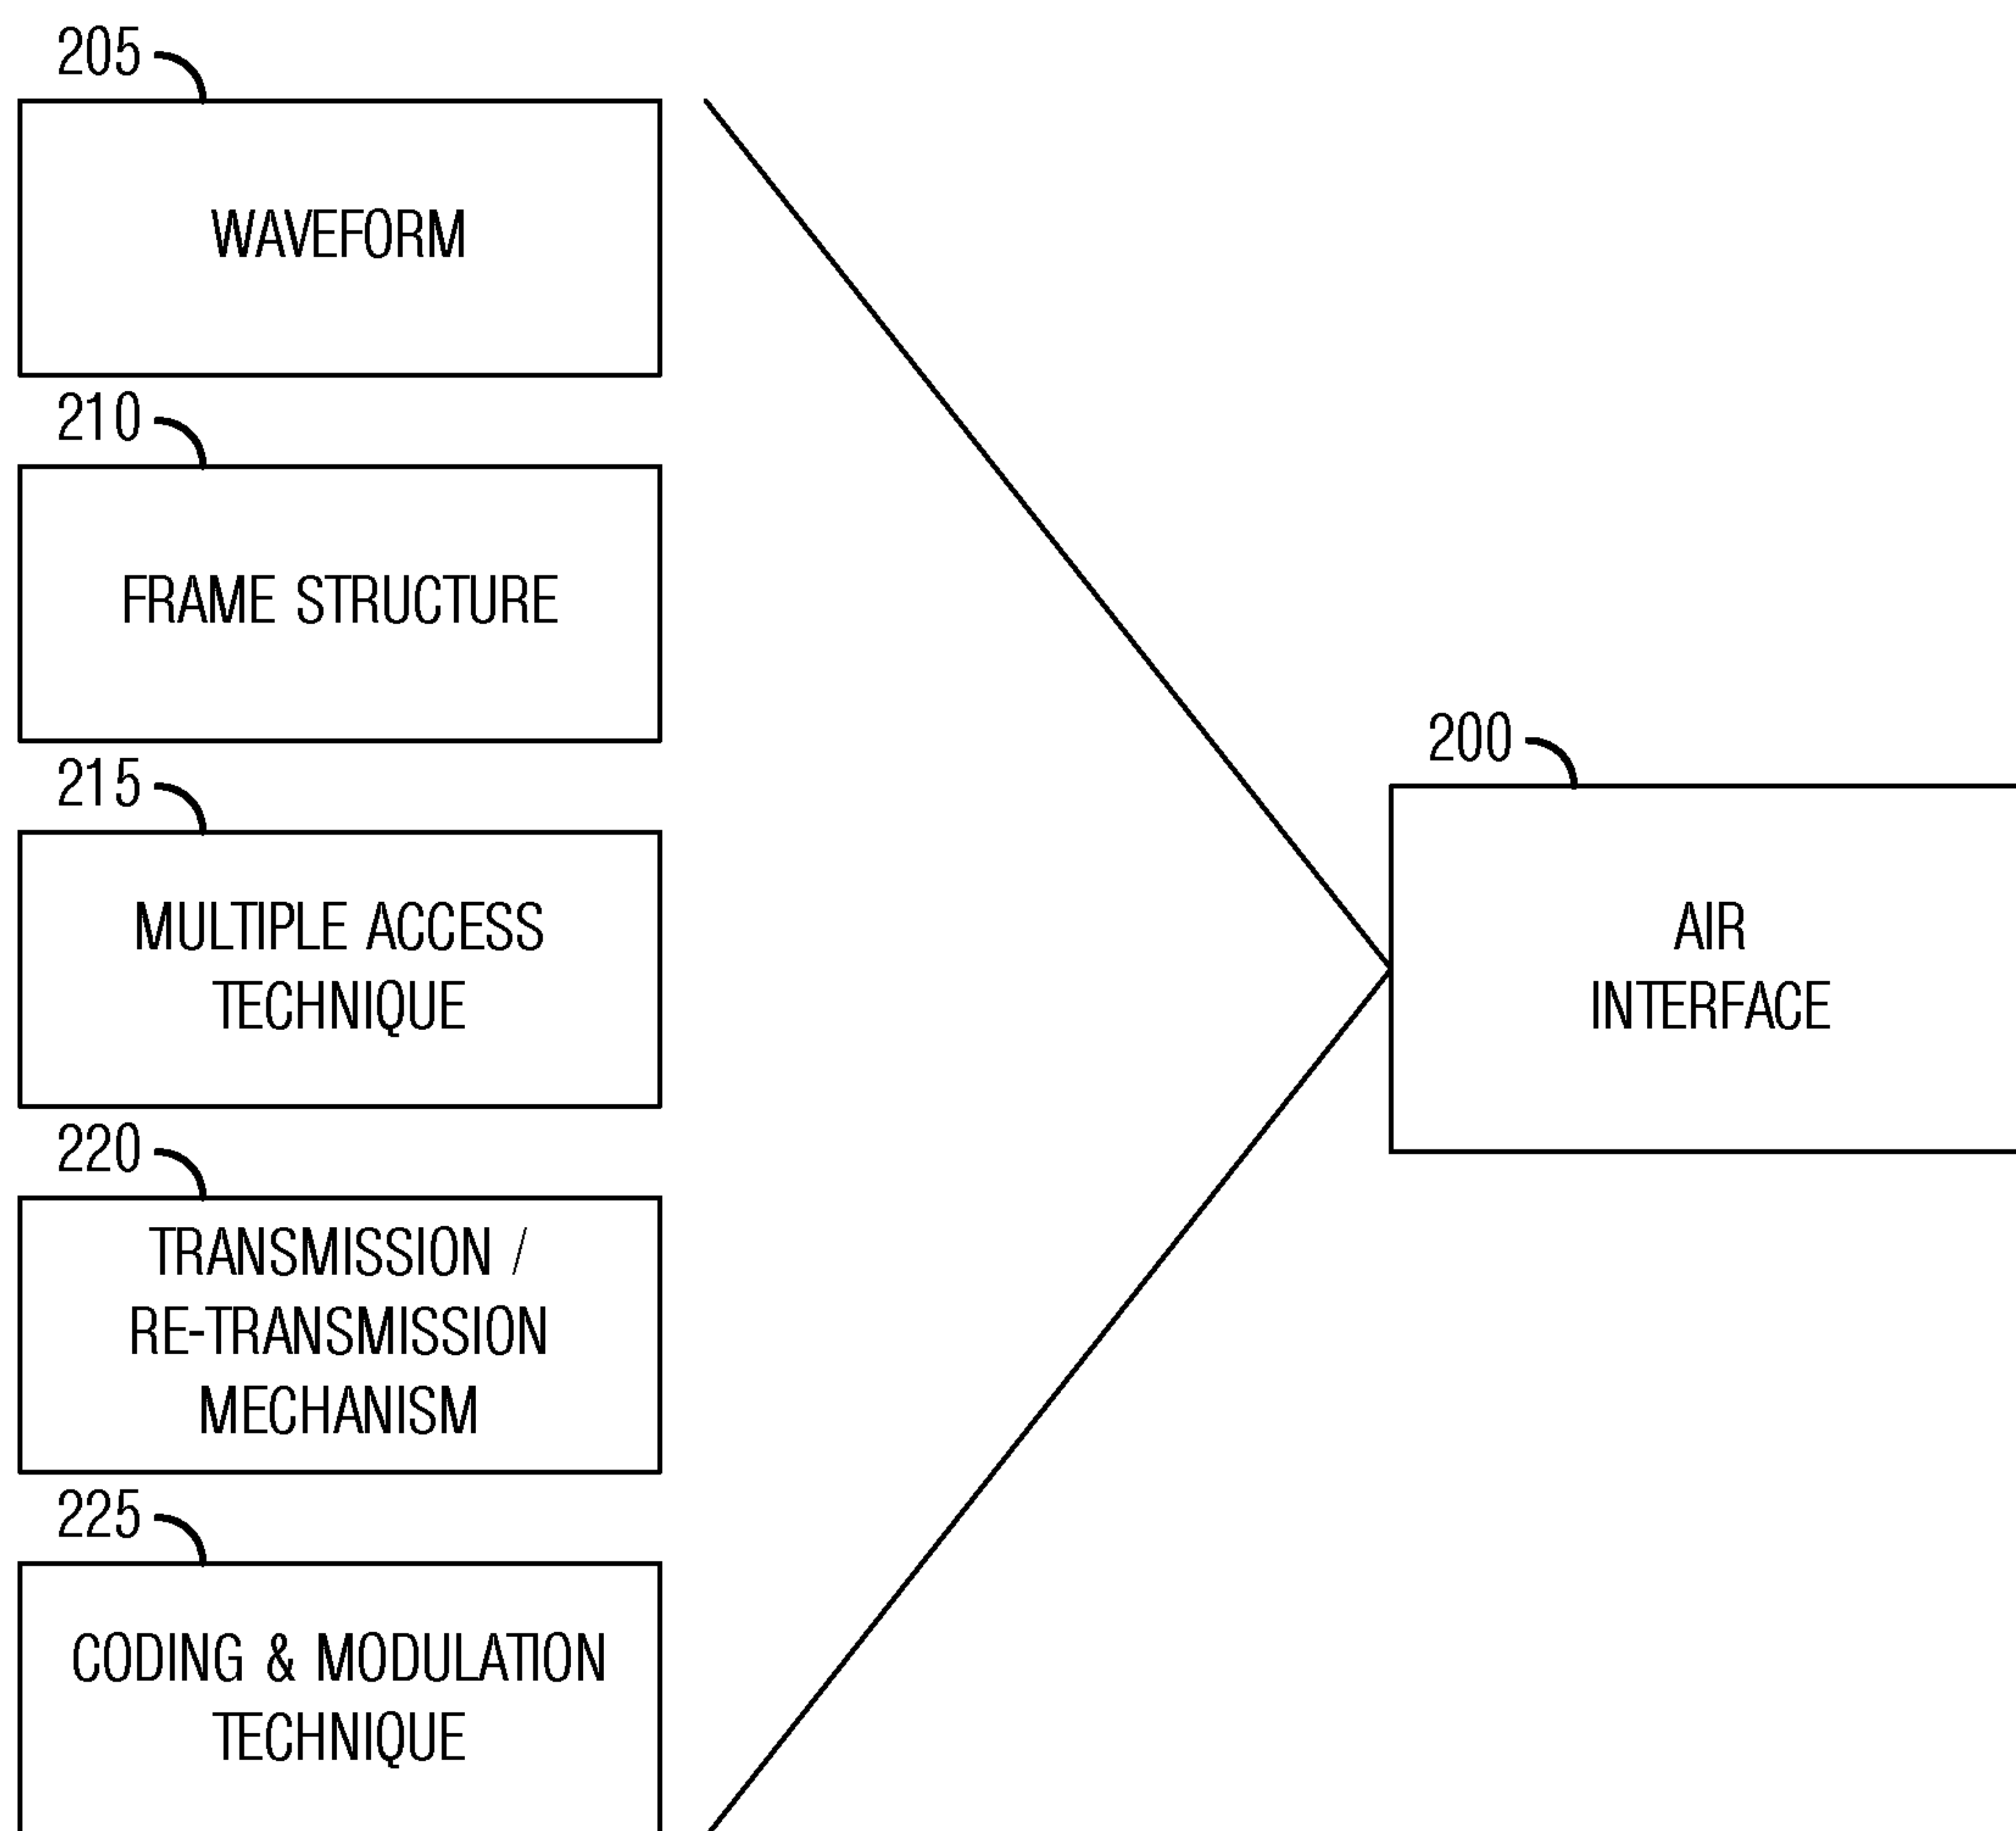 205
WAVEFORM
210
FRAME STRUCTURE
215
MULTIPLE ACCESS
TECHNIQUE
220
TRANSMISSION /
RE-TRANSMISSION
MECHANISM
225
CODING & MODULATION
TECHNIQUE
200
AIR
INTERFACE